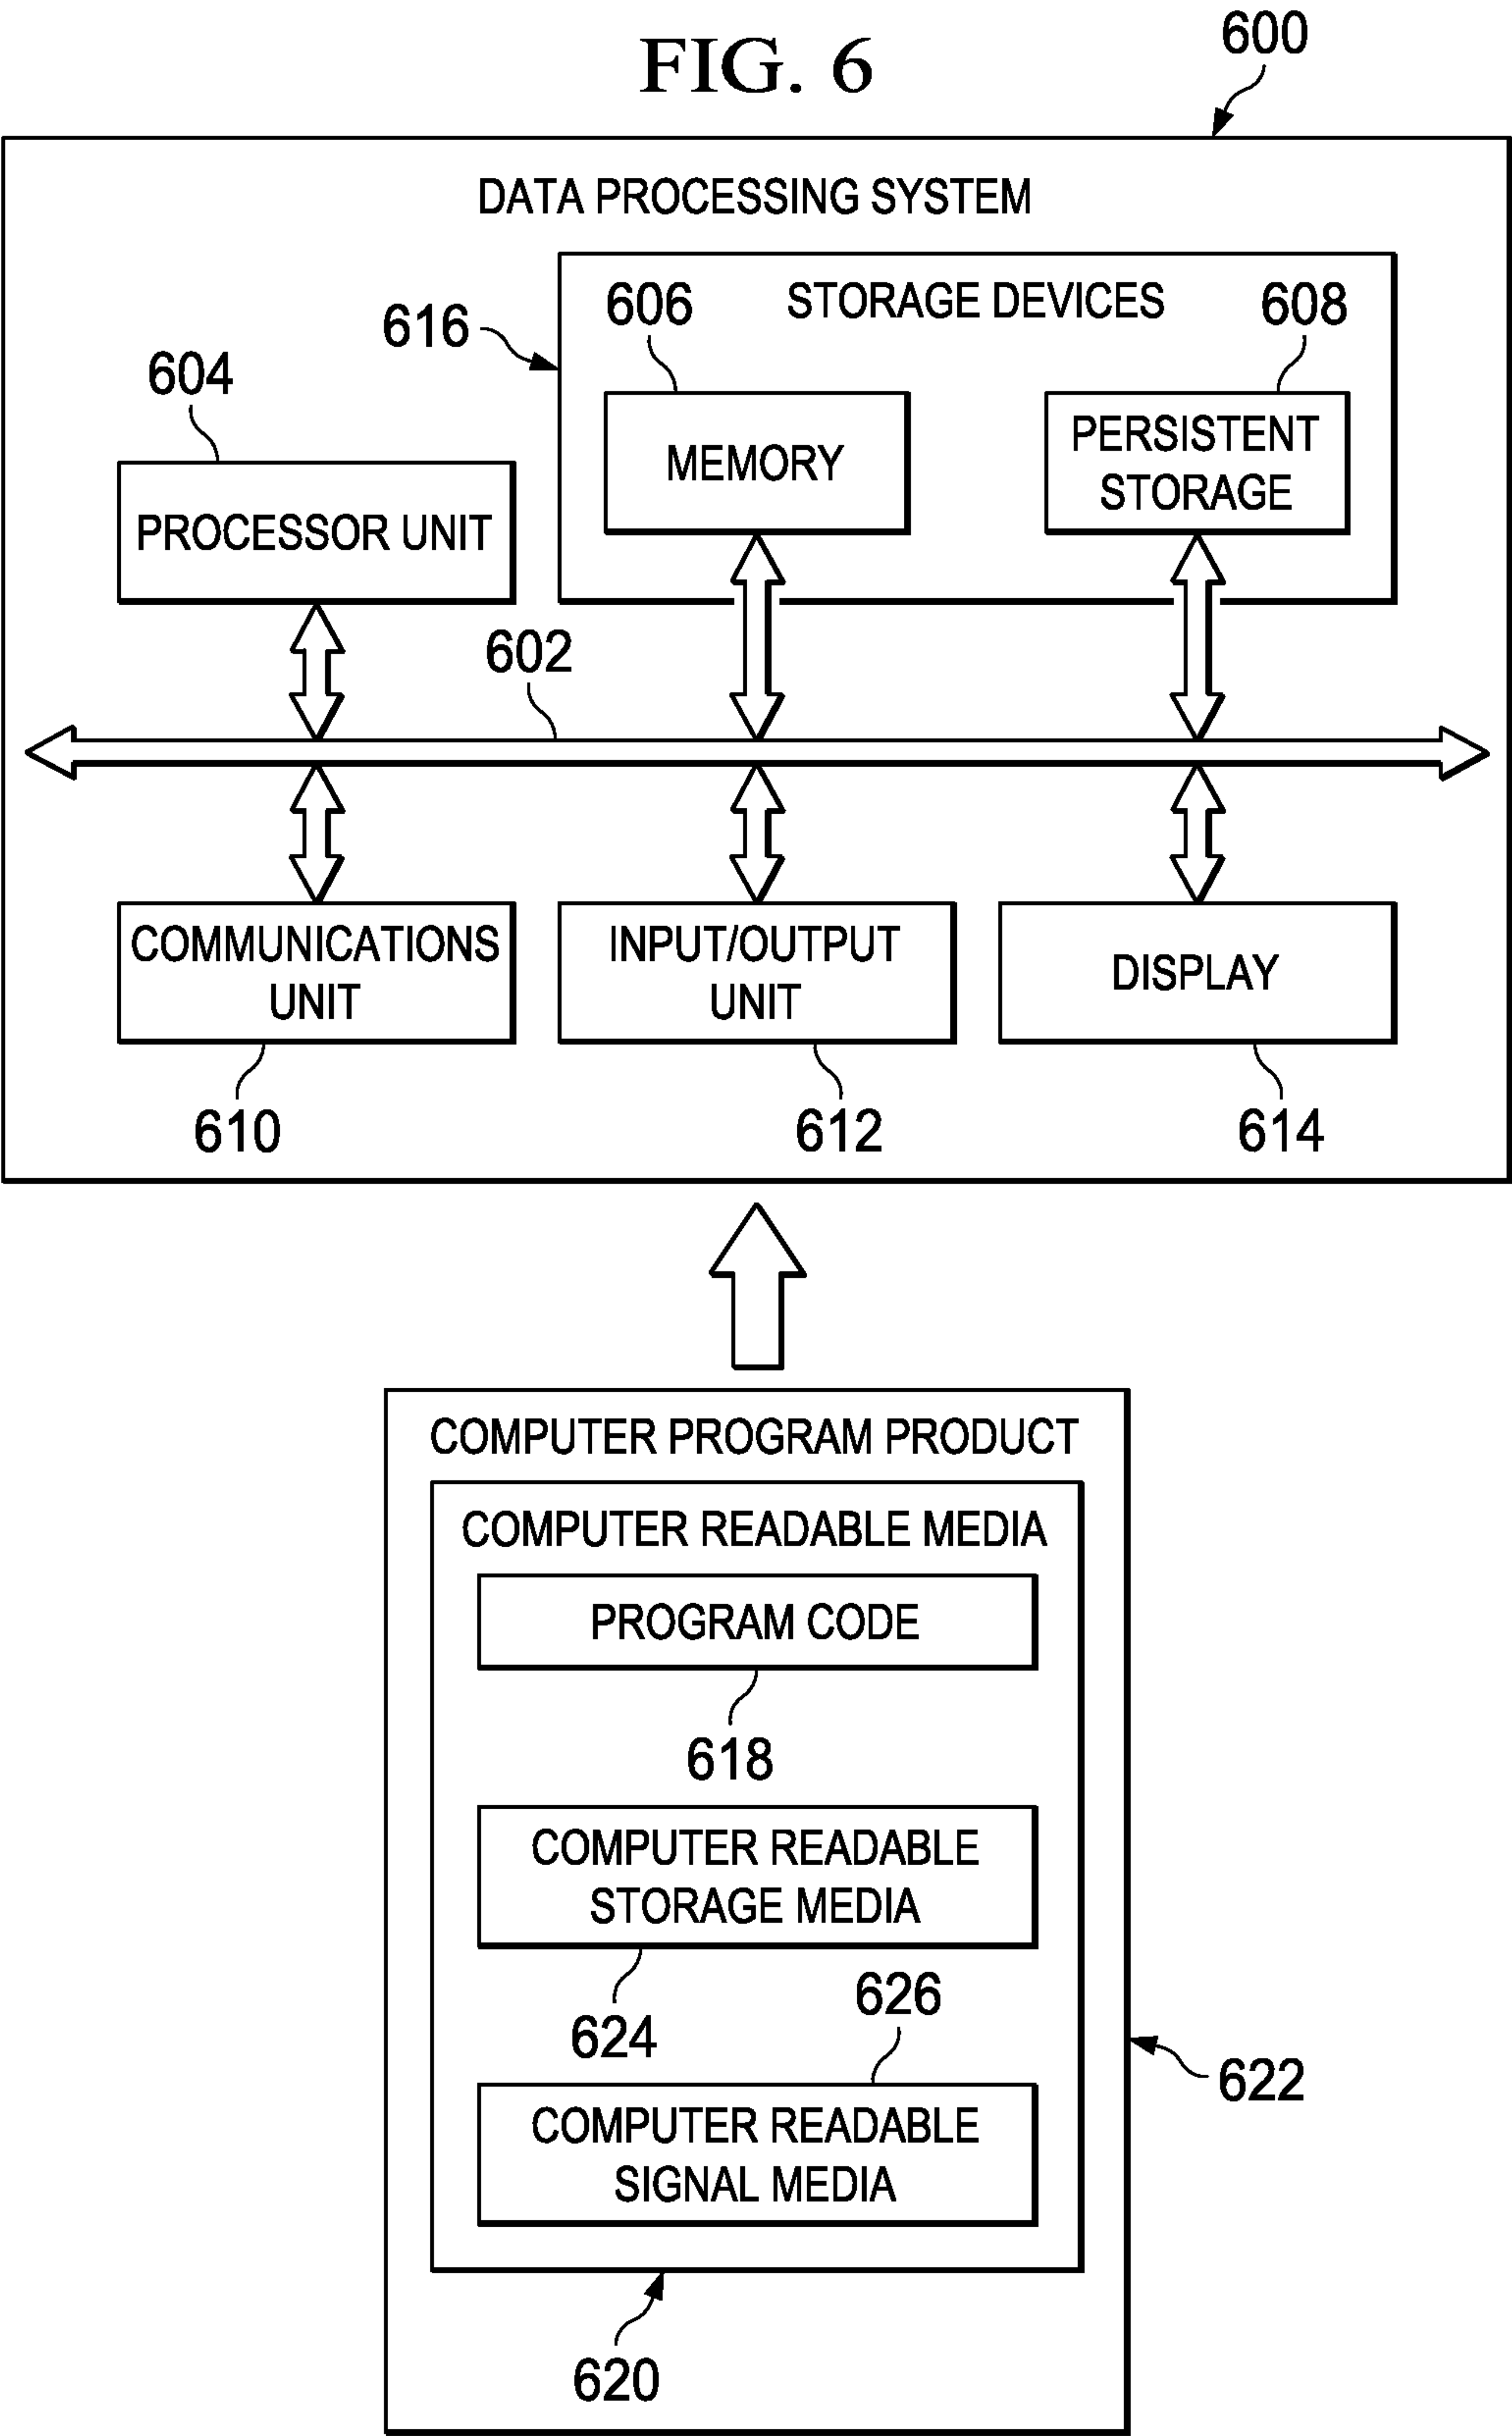 FIG. 6
600
DATA PROCESSING SYSTEM
STORAGE DEVICES
606
608
616
604
MEMORY
PERSISTENT
STORAGE
PROCESSOR UNIT
602
COMMUNICATIONS
UNIT
INPUT/OUTPUT
UNIT
DISPLAY
610
612
614
COMPUTER PROGRAM PRODUCT
COMPUTER READABLE MEDIA
PROGRAM CODE
618
COMPUTER READABLE
STORAGE MEDIA
624
626
622
COMPUTER READABLE
SIGNAL MEDIA
620